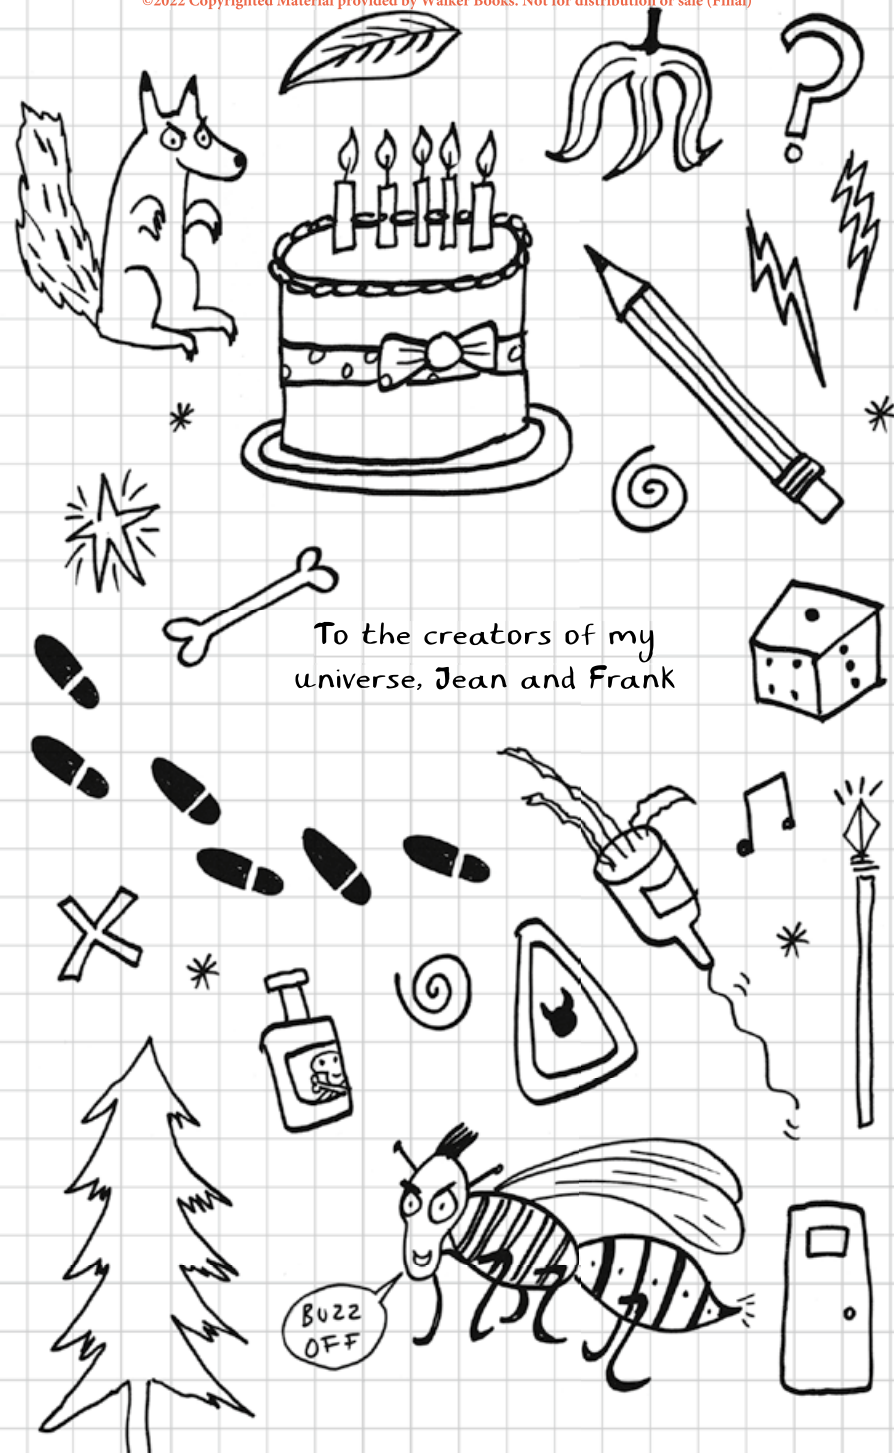 ©2022 Copyrighted Material provided by Walker Books. Not for distribution or sale (Final)
To the creators of my
universe, Jean and Frank
BUZZ
OFF